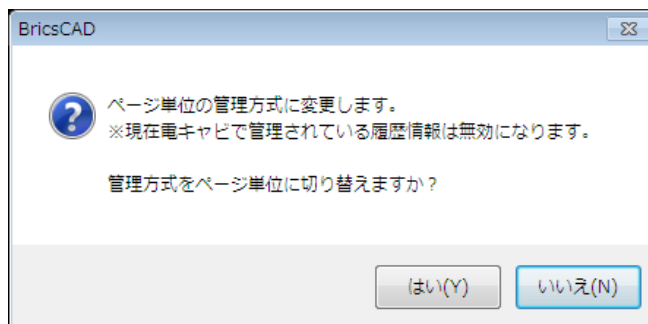 BricsCAD
ページ単位の管理方式に変更します。
※現在電キャビで管理されている履歴情報は無効になります。
管理方式をページ単位に切り替えますか？
はい(Y)
いいえ(N)